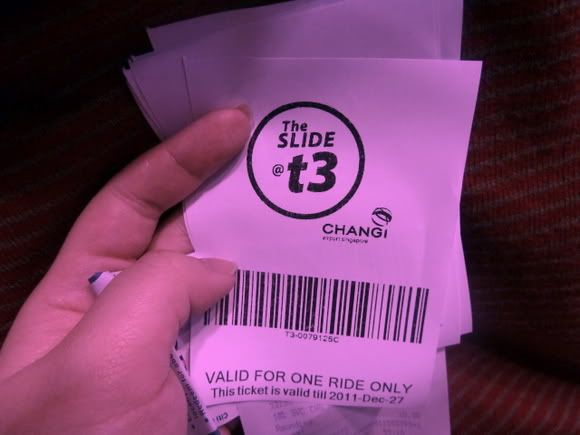 The
SLIDE
@ t3
CHANGI
airport singapore
T3-0079125C
VALID FOR ONE RIDE ONLY
This ticket is valid till 2011-Dec-27